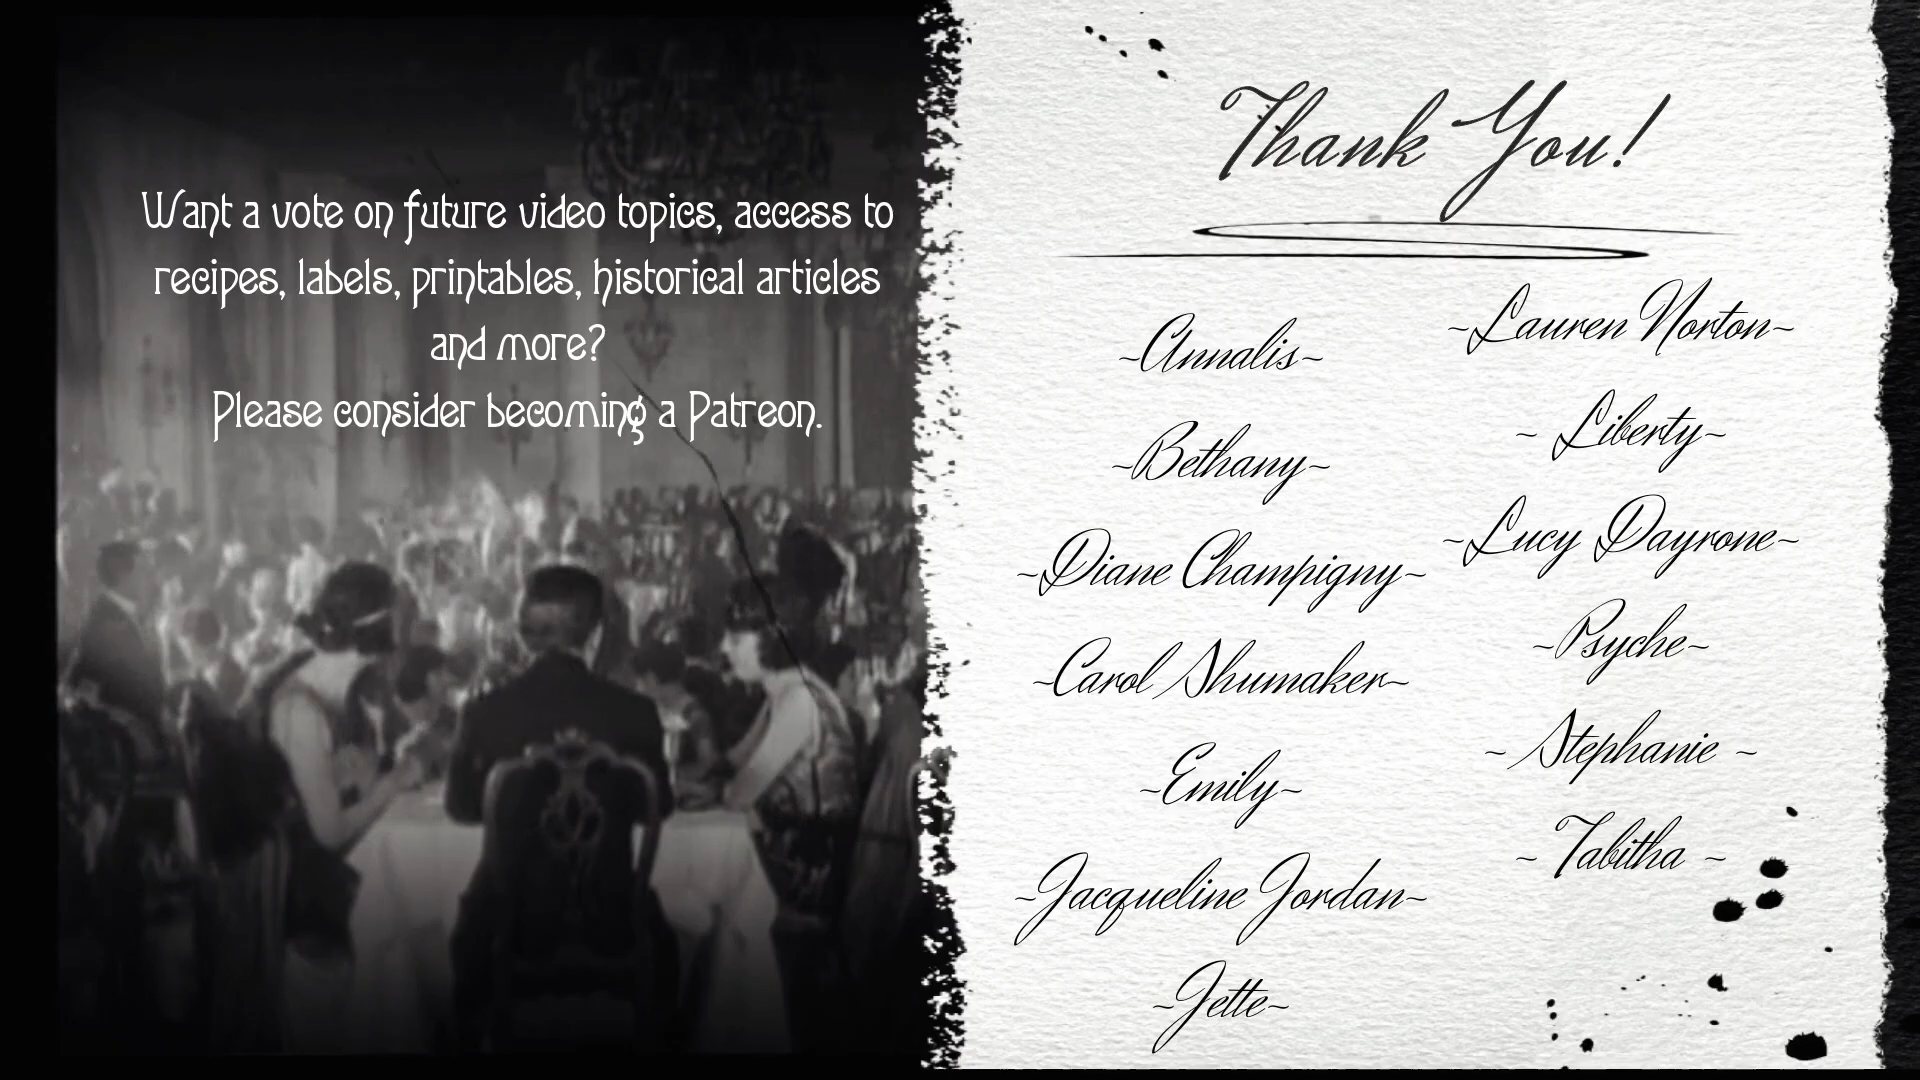 Want a vote on future video topics, access to
recipes, labels, printables, historical articles
and more?
Please consider becoming a Patreon.
Thank You!
~Annalis~
~Bethany~
~Diane Champigny~
~Carol Shumaker~
~Emily~
~Jacqueline Jordan~
~Jette~
~Lauren Norton~
~ Liberty~
~Lucy Dayrone~
~Psyche~
~ Stephanie ~
~ Tabitha ~